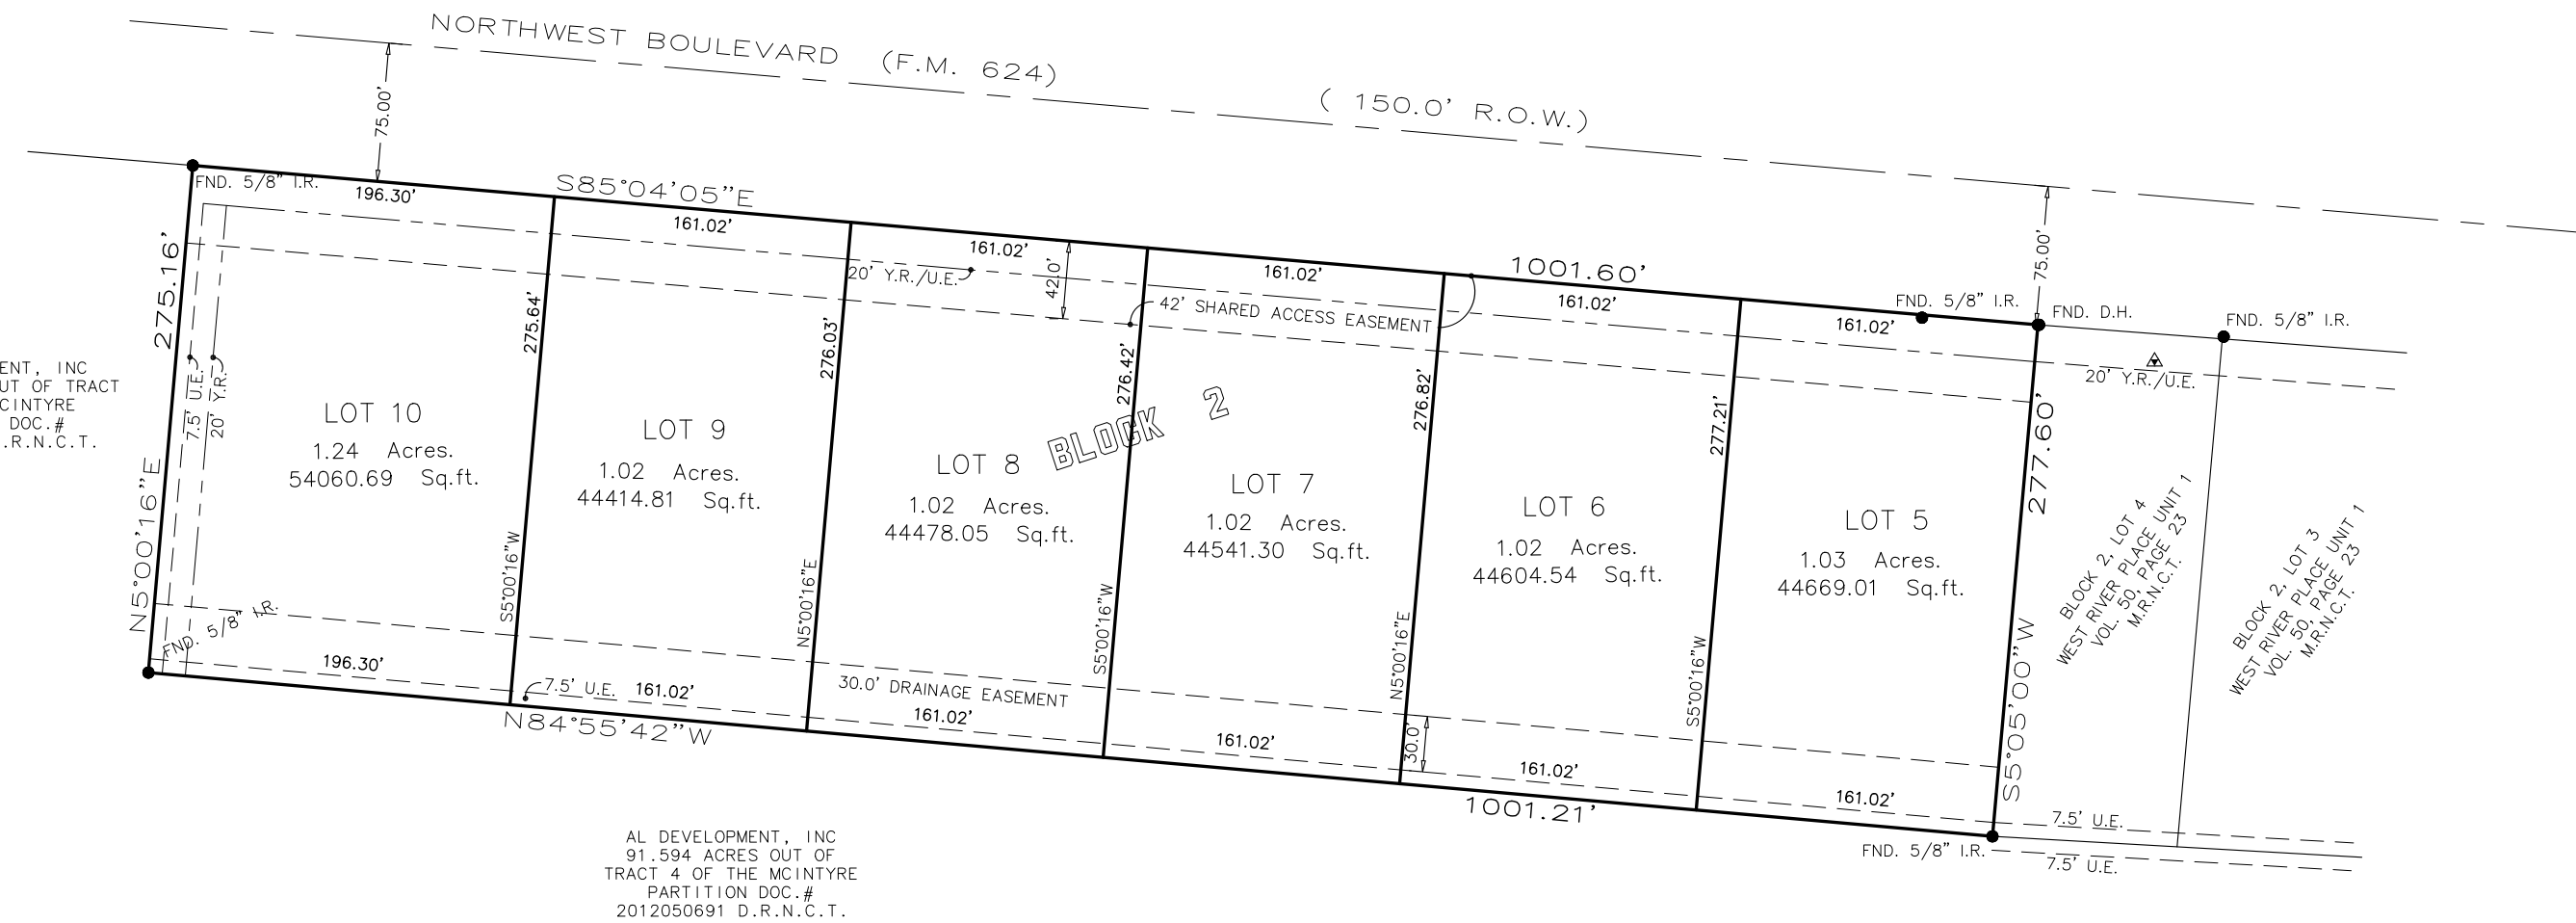 NORTHWEST BOULEVARD (F.M. 624)
( 150.0' R.O.W.)
75.00'
FND. 5/8" I.R.
196.30'
S85°04'05"E
161.02'
161.02'
161.02'
1001.60'
161.02'
161.02'
75.00'
FND. 5/8" I.R.
FND. D.H.
FND. 5/8" I.R.
20' Y.R./U.E.
42.0'
42' SHARED ACCESS EASEMENT
20' Y.R./U.E.
275.16'
275.64'
276.03'
276.42'
276.82'
277.21'
277.60'
ENT, INC
UT OF TRACT
CINTYRE
DOC.#
.R.N.C.T.
7.5' U.E.
20' Y.R.
BLOCK 2
LOT 10
1.24 Acres.
54060.69 Sq.ft.
LOT 9
1.02 Acres.
44414.81 Sq.ft.
LOT 8
1.02 Acres.
44478.05 Sq.ft.
LOT 7
1.02 Acres.
44541.30 Sq.ft.
LOT 6
1.02 Acres.
44604.54 Sq.ft.
LOT 5
1.03 Acres.
44669.01 Sq.ft.
BLOCK 2, LOT 4
WEST RIVER PLACE UNIT 1
VOL. 50, PAGE 23
M.R.N.C.T.
BLOCK 2, LOT 3
WEST RIVER PLACE UNIT 1
VOL. 50, PAGE 23
M.R.N.C.T.
N5°00'16"E
S5°00'16"W
N5°00'16"E
S5°00'16"W
N5°00'16"E
S5°00'16"W
S5°05'00"W
FND. 5/8" I.R.
196.30'
7.5' U.E.
161.02'
30.0' DRAINAGE EASEMENT
161.02'
161.02'
30.0'
161.02'
161.02'
N84°55'42"W
1001.21'
7.5' U.E.
FND. 5/8" I.R.
7.5' U.E.
AL DEVELOPMENT, INC
91.594 ACRES OUT OF
TRACT 4 OF THE MCINTYRE
PARTITION DOC.#
2012050691 D.R.N.C.T.